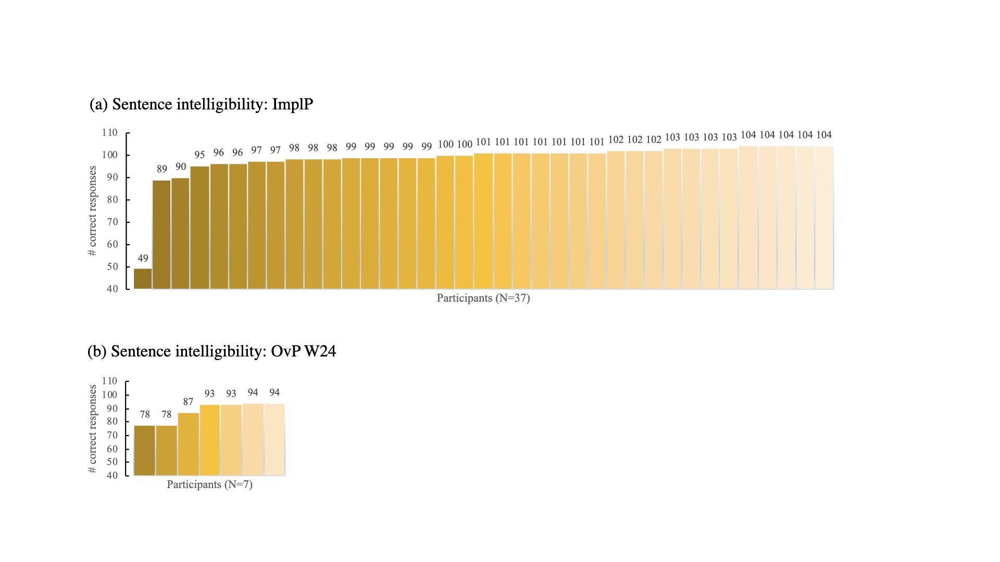 (a) Sentence intelligibility: ImplP
# correct responses
110
100
90
80
70
60
50
40
49 89 90 95 96 96 97 97 98 98 98 99 99 99 99 99 100 100 101 101 101 101 101 101 101 102 102 102 103 103 103 103 104 104 104 104 104
Participants (N=37)
(b) Sentence intelligibility: OvP W24
# correct responses
110
100
90
80
70
60
50
40
78 78 87 93 93 94 94
Participants (N=7)